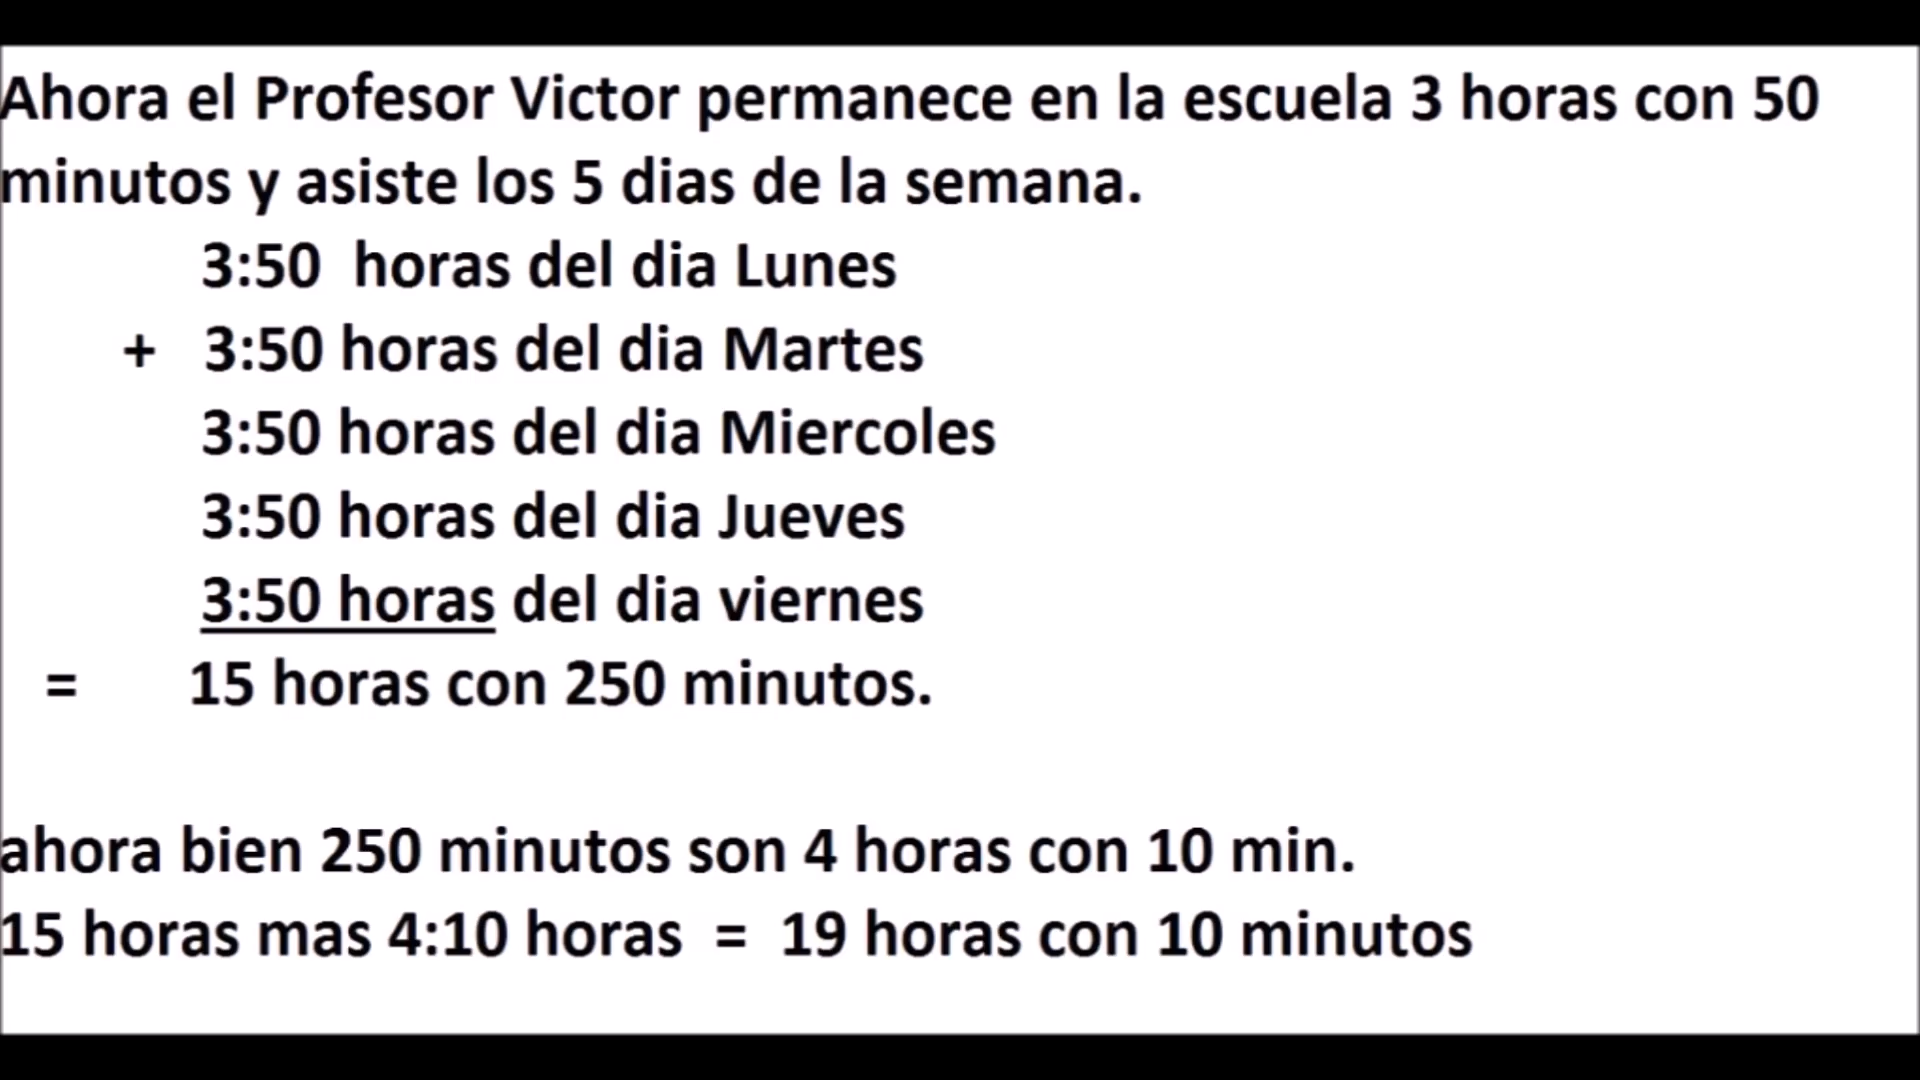 Ahora el Profesor Victor permanece en la escuela 3 horas con 50
minutos y asiste los 5 dias de la semana.
3:50 horas del dia Lunes
+ 3:50 horas del dia Martes
3:50 horas del dia Miercoles
3:50 horas del dia Jueves
3:50 horas del dia viernes
= 15 horas con 250 minutos.
ahora bien 250 minutos son 4 horas con 10 min.
15 horas mas 4:10 horas = 19 horas con 10 minutos